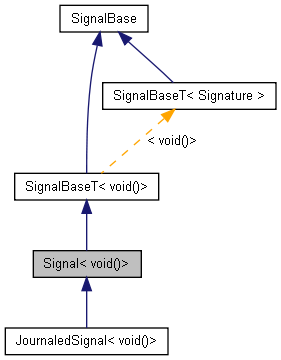 SignalBase
SignalBaseT< Signature >
< void()>
SignalBaseT< void()>
Signal< void()>
JournaledSignal< void()>